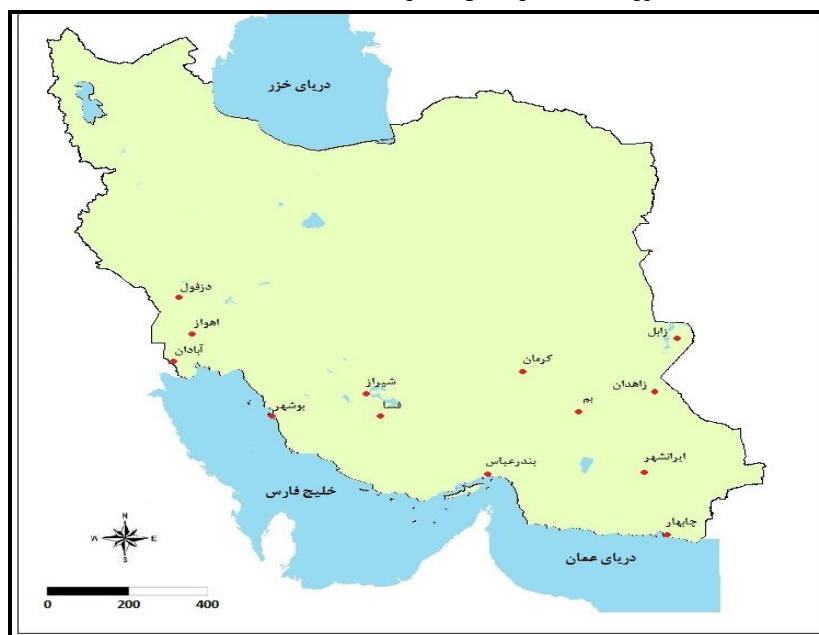 دریای خزر
دزفول
اهواز
آبادان
زابل
کرمان
شیراز
زاهدان
بوشهر
فسا
بم
بندرعباس
ایرانشهر
خلیج فارس
چابهار
دریای عمان
N
W
E
S
0
200
400